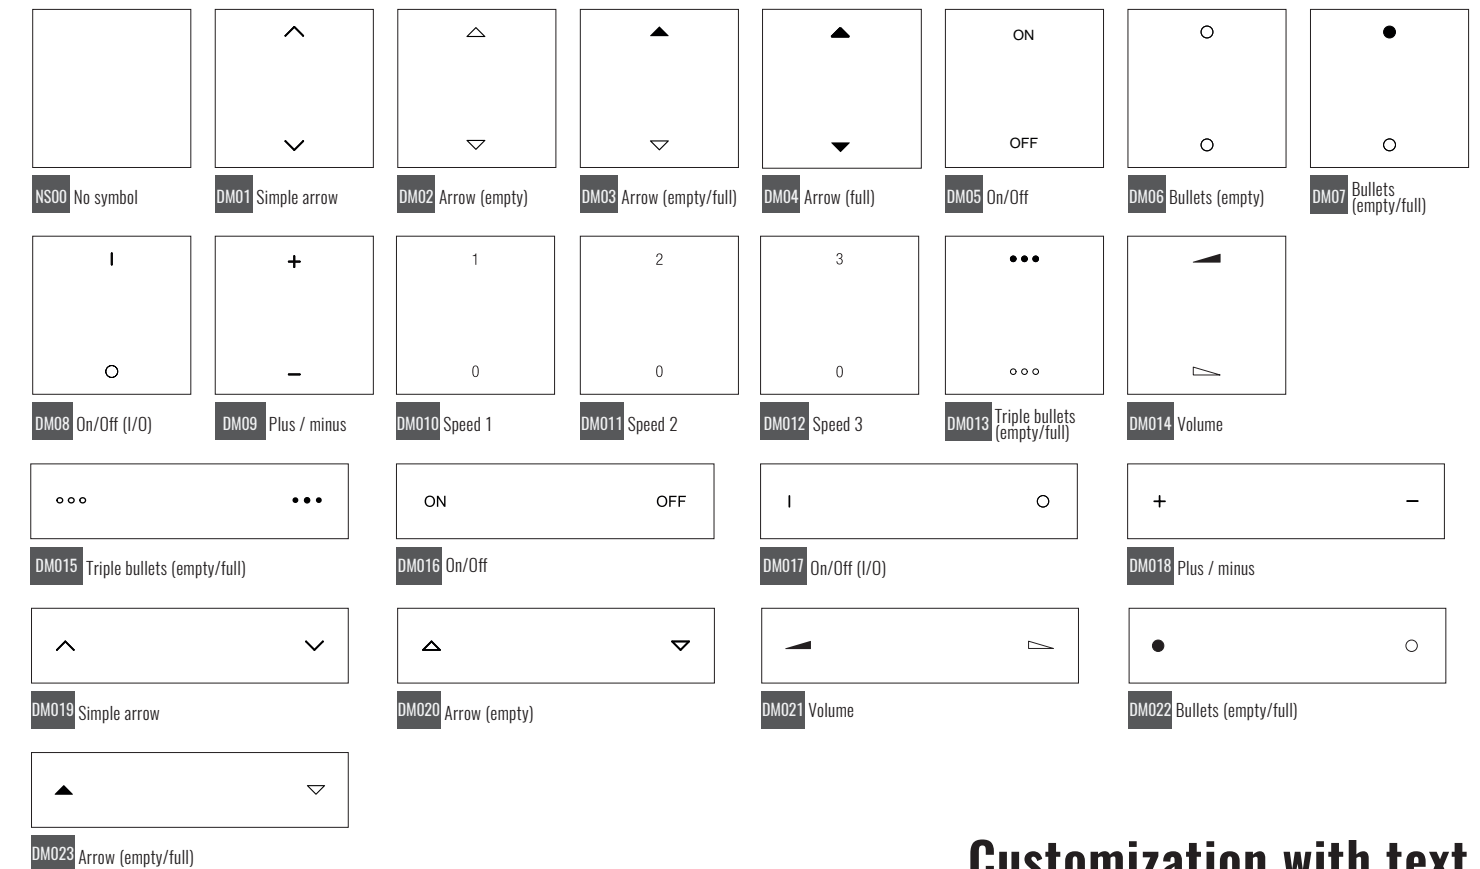 ON
OFF
NS00 No symbol
DM01 Simple arrow
DM02 Arrow (empty)
DM03 Arrow (empty/full)
DM04 Arrow (full)
DM05 On/Off
DM06 Bullets (empty)
DM07 Bullets
(empty/full)
I
+
1
2
3
O
−
0
0
0
DM08 On/Off (I/O)
DM09 Plus / minus
DM010 Speed 1
DM011 Speed 2
DM012 Speed 3
DM013 Triple bullets
(empty/full)
DM014 Volume
ON OFF
I O
+ −
DM015 Triple bullets (empty/full)
DM016 On/Off
DM017 On/Off (I/O)
DM018 Plus / minus
DM019 Simple arrow
DM020 Arrow (empty)
DM021 Volume
DM022 Bullets (empty/full)
DM023 Arrow (empty/full)
Customization with text